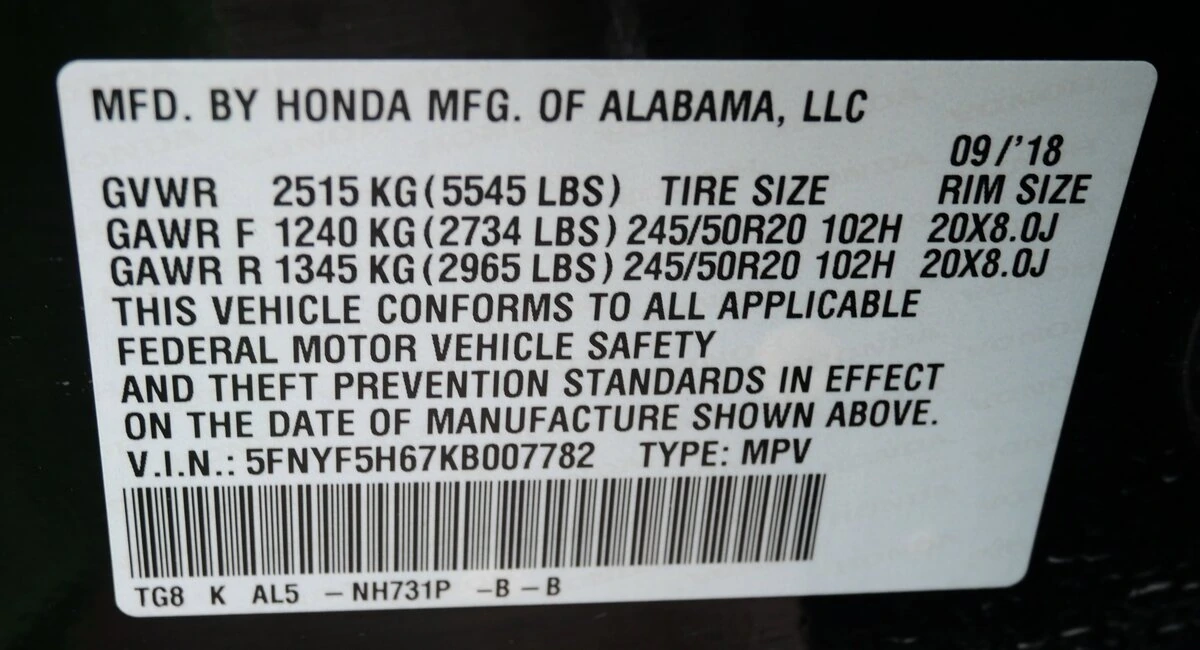 MFD. BY HONDA MFG. OF ALABAMA, LLC
09/'18
GVWR 2515 KG (5545 LBS) TIRE SIZE RIM SIZE
GAWR F 1240 KG (2734 LBS) 245/50R20 102H 20X8.0J
GAWR R 1345 KG (2965 LBS) 245/50R20 102H 20X8.0J
THIS VEHICLE CONFORMS TO ALL APPLICABLE
FEDERAL MOTOR VEHICLE SAFETY
AND THEFT PREVENTION STANDARDS IN EFFECT
ON THE DATE OF MANUFACTURE SHOWN ABOVE.
V.I.N.: 5FNYF5H67KB007782 TYPE: MPV
TG8 K AL5 – NH731P –B – B